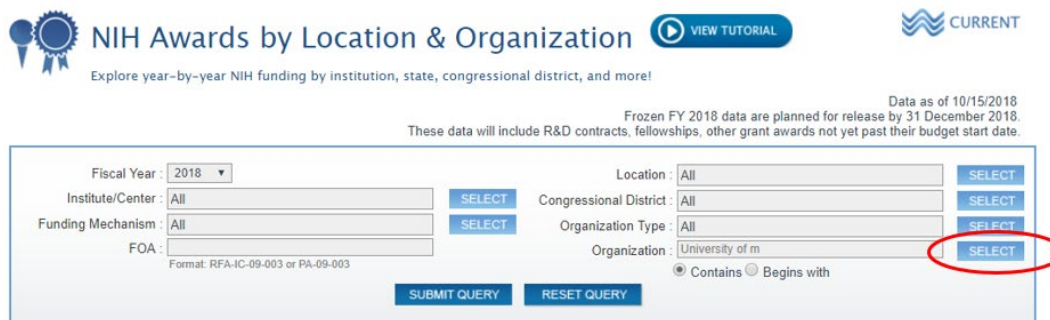 NIH Awards by Location & Organization
VIEW TUTORIAL
CURRENT
Explore year-by-year NIH funding by institution, state, congressional district, and more!
Data as of 10/15/2018
Frozen FY 2018 data are planned for release by 31 December 2018.
These data will include R&D contracts, fellowships, other grant awards not yet past their budget start date.
Fiscal Year : 2018
Location : All SELECT
Institute/Center : All SELECT
Congressional District : All SELECT
Funding Mechanism : All SELECT
Organization Type : All SELECT
FOA :
Organization : University of m SELECT
Format: RFA-IC-09-003 or PA-09-003
Contains Begins with
SUBMIT QUERY RESET QUERY